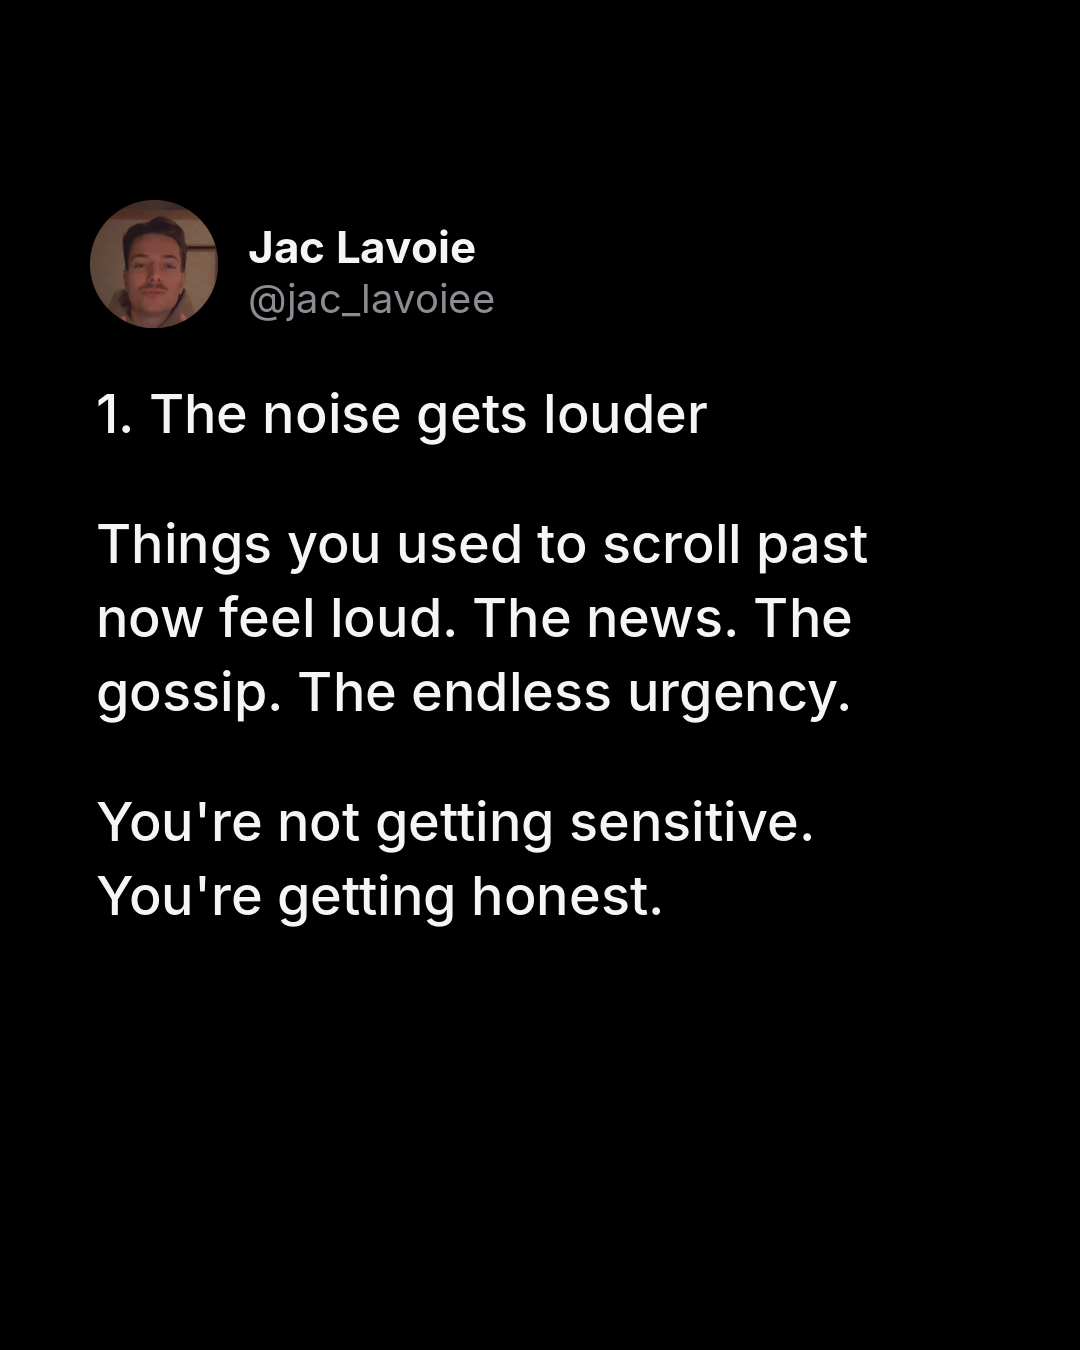 Jac Lavoie
@jac_lavoiee
1. The noise gets louder
Things you used to scroll past
now feel loud. The news. The
gossip. The endless urgency.
You're not getting sensitive.
You're getting honest.